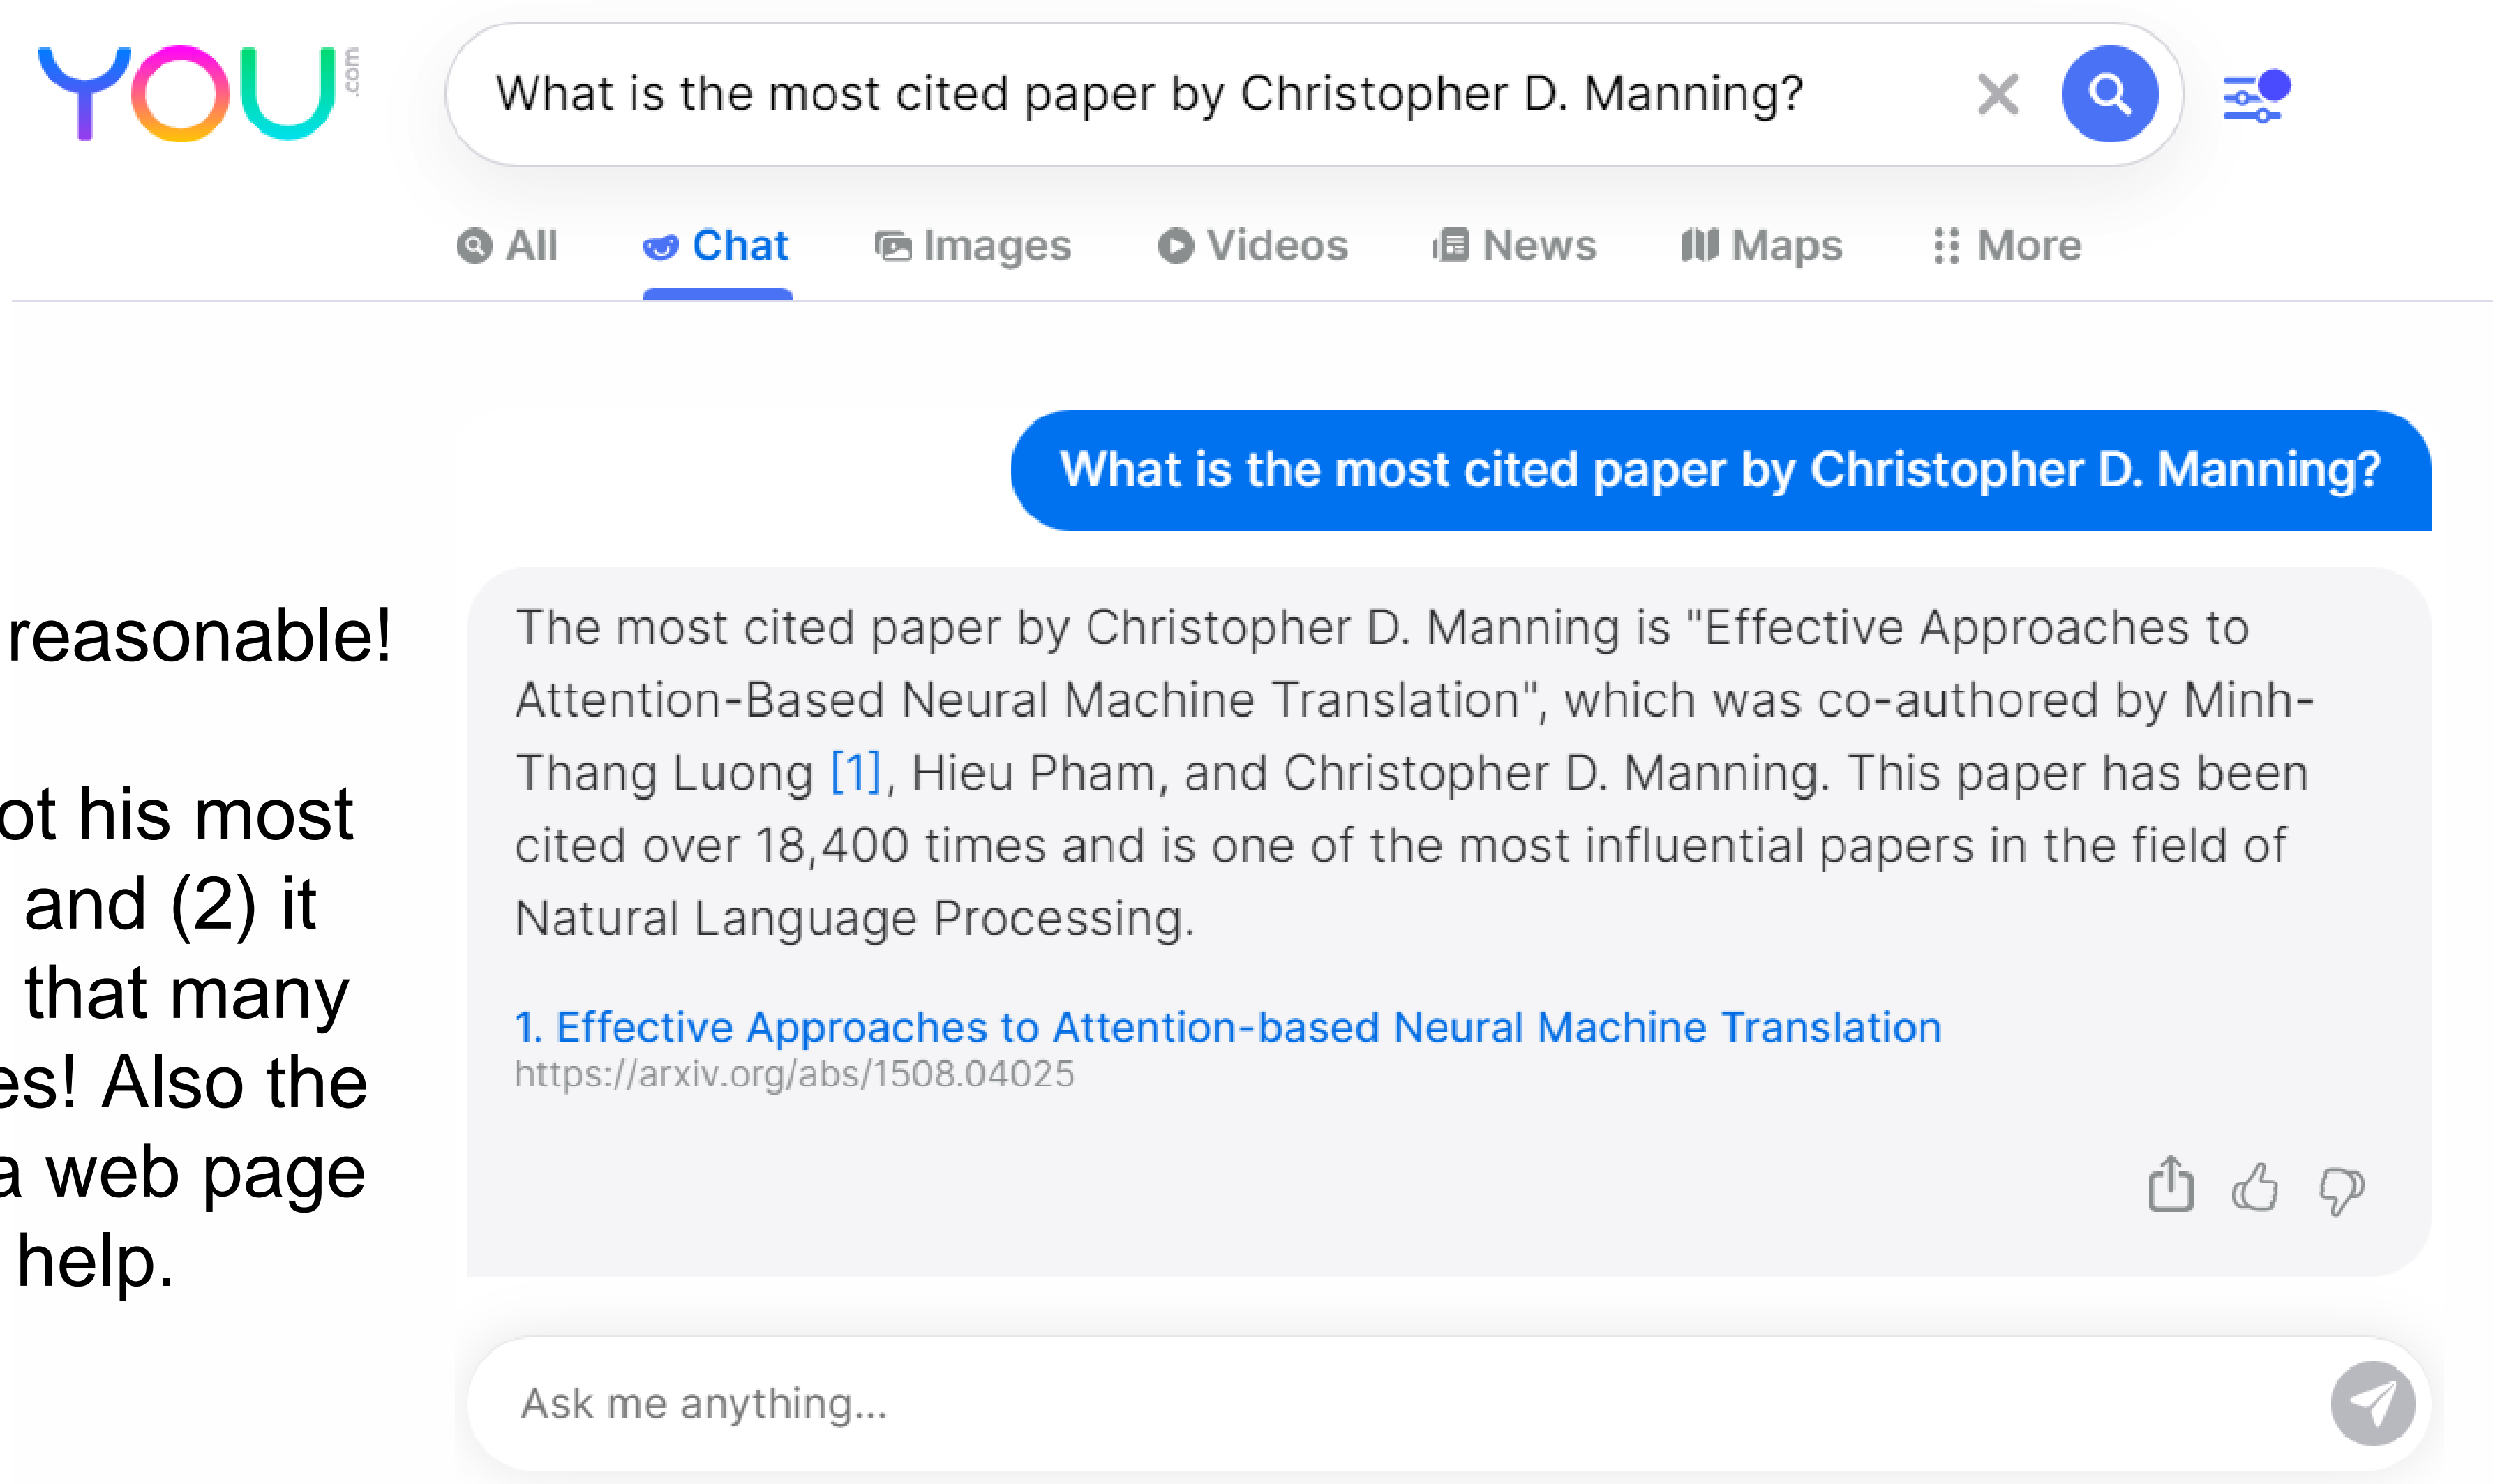 YOU.com
What is the most cited paper by Christopher D. Manning?
All Chat Images Videos News Maps More
What is the most cited paper by Christopher D. Manning?
The most cited paper by Christopher D. Manning is "Effective Approaches to
Attention-Based Neural Machine Translation", which was co-authored by Minh-
Thang Luong [1], Hieu Pham, and Christopher D. Manning. This paper has been
cited over 18,400 times and is one of the most influential papers in the field of
Natural Language Processing.
1. Effective Approaches to Attention-based Neural Machine Translation
https://arxiv.org/abs/1508.04025
Ask me anything...
reasonable!
ot his most
and (2) it
that many
es! Also the
a web page
help.